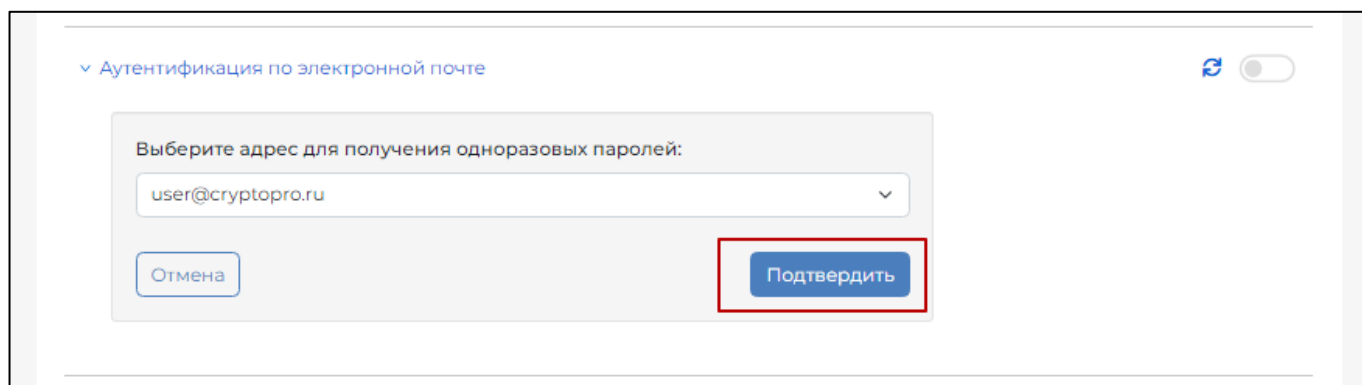 Аутентификация по электронной почте
Выберите адрес для получения одноразовых паролей:
user@cryptopro.ru
Отмена
Подтвердить